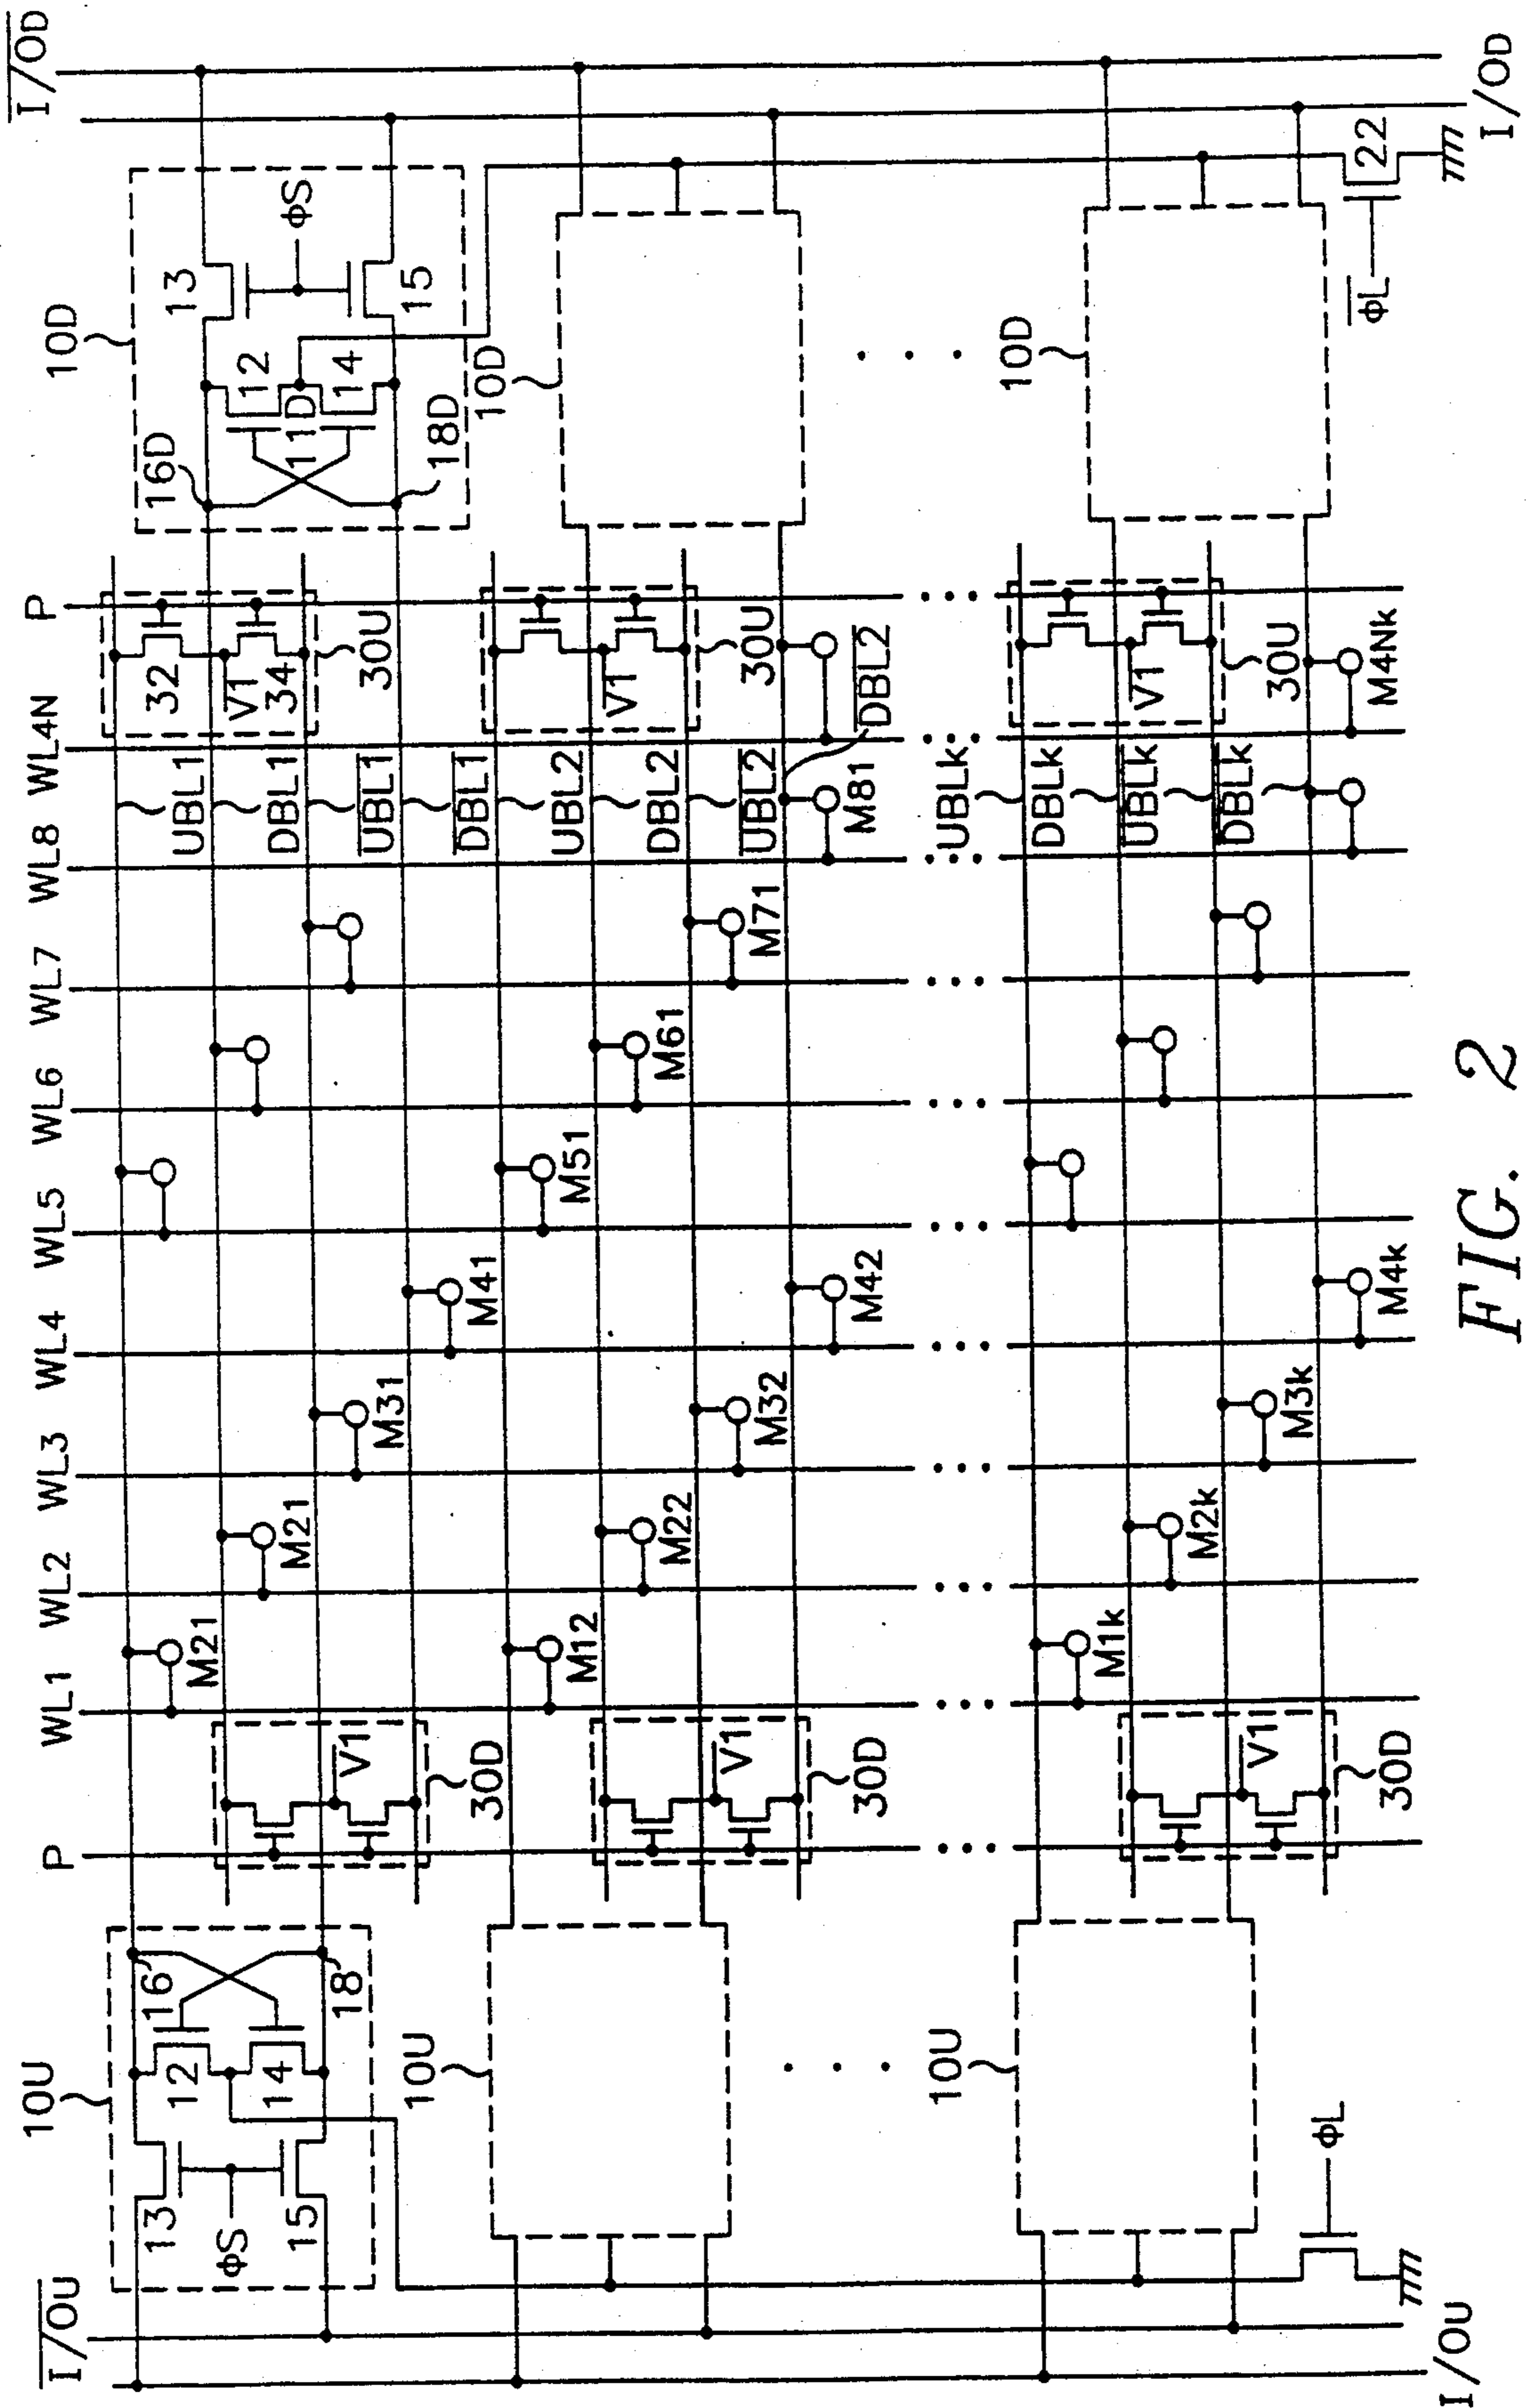 I/OU
I/OU
10U
13
φS
15
12
14
16
18
10U
10U
φL
P
V1
30D
V1
30D
V1
30D
WL1
WL2
WL3
WL4
WL5
WL6
WL7
WL8
WL4N
P
M21
M21
M31
M41
M12
M22
M32
M42
M51
M61
M71
M81
M1k
M2k
M3k
M4k
M4Nk
UBL1
DBL1
UBL1
DBL1
UBL2
DBL2
UBL2
DBL2
UBLk
DBLk
UBLk
DBLk
32
V1
34
30U
V1
30U
V1
30U
10D
16D
12
11D
14
18D
13
φS
15
10D
10D
φL
22
I/OD
I/OD
FIG. 2